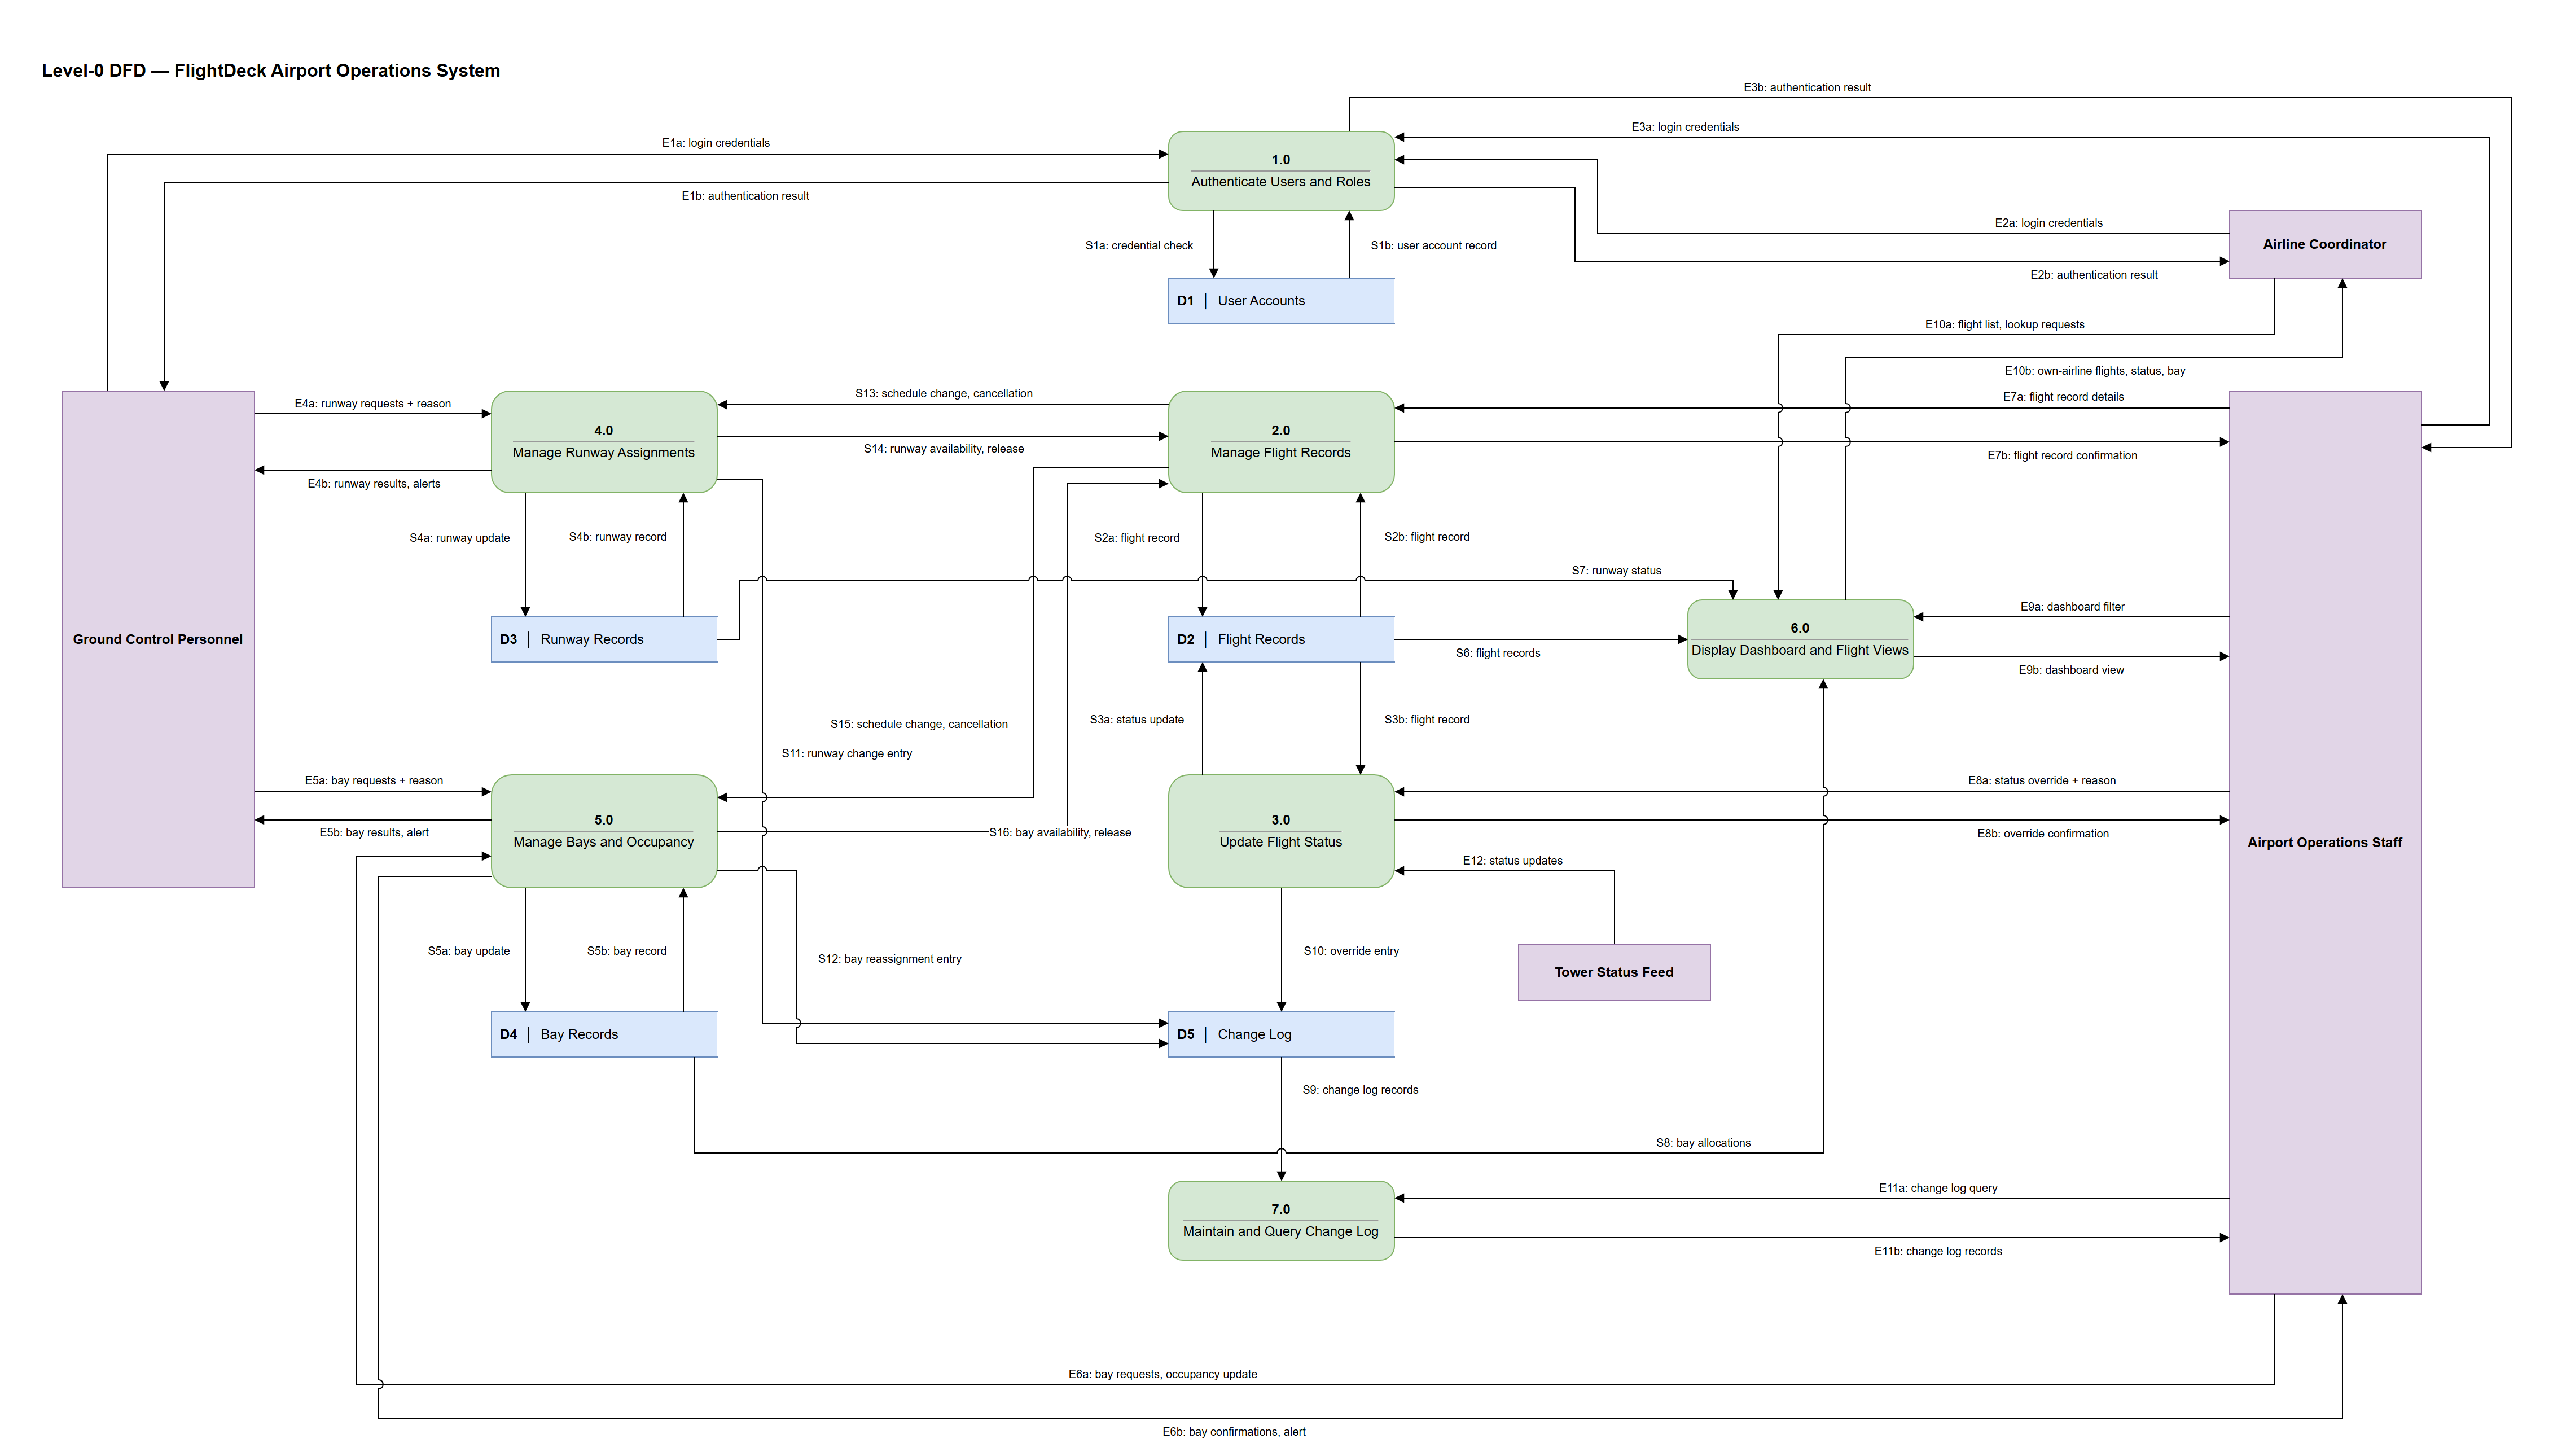 Level-0 DFD — FlightDeck Airport Operations System
E3b: authentication result
E3a: login credentials
E1a: login credentials
1.0
Authenticate Users and Roles
E1b: authentication result
E2a: login credentials
Airline Coordinator
S1a: credential check
S1b: user account record
E2b: authentication result
D1 | User Accounts
E10a: flight list, lookup requests
E10b: own-airline flights, status, bay
E4a: runway requests + reason
S13: schedule change, cancellation
E7a: flight record details
4.0
Manage Runway Assignments
2.0
Manage Flight Records
S14: runway availability, release
E7b: flight record confirmation
E4b: runway results, alerts
S4a: runway update
S4b: runway record
S2a: flight record
S2b: flight record
S7: runway status
E9a: dashboard filter
Ground Control Personnel
D3 | Runway Records
D2 | Flight Records
6.0
Display Dashboard and Flight Views
S6: flight records
E9b: dashboard view
S15: schedule change, cancellation
S3a: status update
S3b: flight record
S11: runway change entry
E5a: bay requests + reason
E8a: status override + reason
5.0
Manage Bays and Occupancy
3.0
Update Flight Status
E5b: bay results, alert
S16: bay availability, release
E8b: override confirmation
Airport Operations Staff
E12: status updates
S5a: bay update
S5b: bay record
S12: bay reassignment entry
S10: override entry
Tower Status Feed
D4 | Bay Records
D5 | Change Log
S9: change log records
S8: bay allocations
E11a: change log query
7.0
Maintain and Query Change Log
E11b: change log records
E6a: bay requests, occupancy update
E6b: bay confirmations, alert